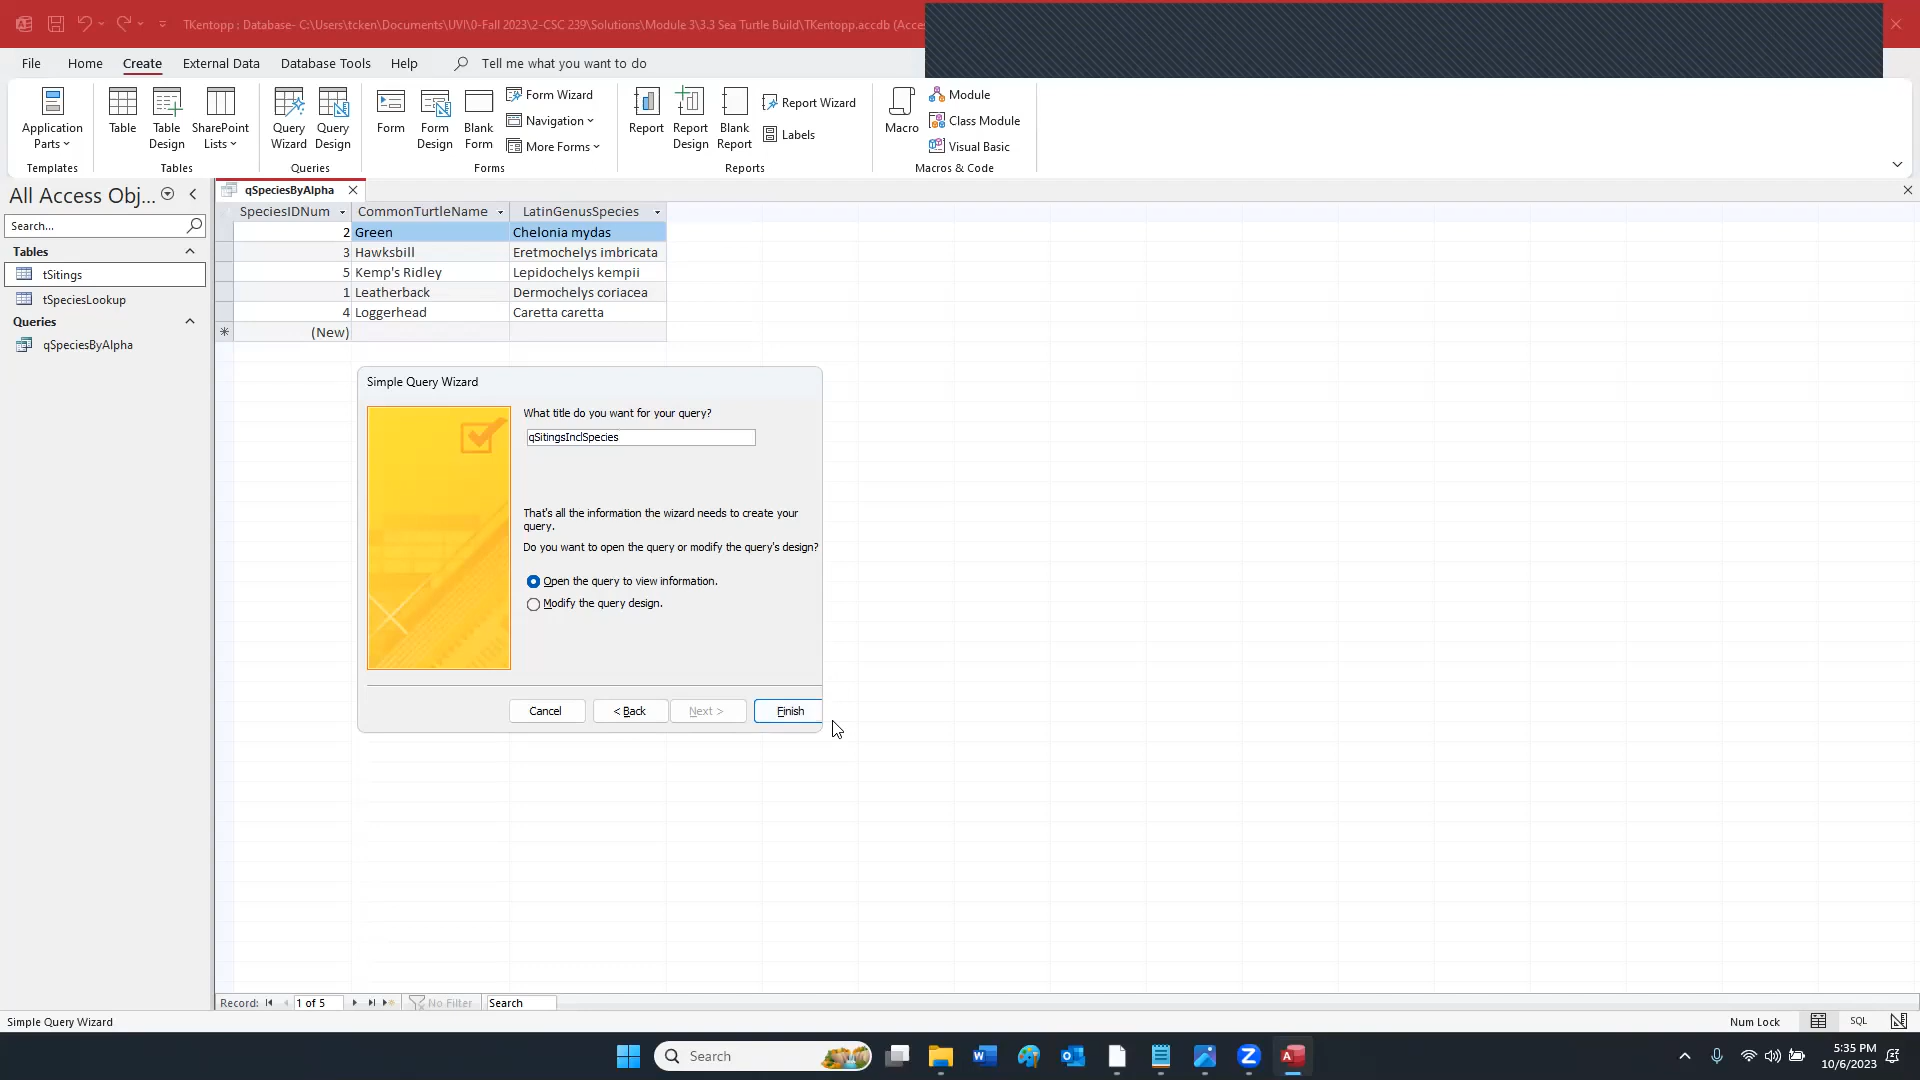 TKentopp : Database- C:\Users\tcken\Documents\UVI\0-Fall 2023\2-CSC 239\Solutions\Module 3\3.3 Sea Turtle Build\TKentopp.accdb (Acces
File Home Create External Data Database Tools Help Tell me what you want to do
Application Parts
Templates
Table
Table Design
SharePoint Lists
Tables
Query Wizard
Query Design
Queries
Form
Form Design
Blank Form
Form Wizard
Navigation
More Forms
Forms
Report
Report Design
Blank Report
Report Wizard
Labels
Reports
Macro
Module
Class Module
Visual Basic
Macros & Code
All Access Obj...
Search...
Tables
tSitings
tSpeciesLookup
Queries
qSpeciesByAlpha
qSpeciesByAlpha
SpeciesIDNum CommonTurtleName LatinGenusSpecies
2 Green Chelonia mydas
3 Hawksbill Eretmochelys imbricata
5 Kemp's Ridley Lepidochelys kempii
1 Leatherback Dermochelys coriacea
4 Loggerhead Caretta caretta
* (New)
Simple Query Wizard
What title do you want for your query?
qSitingsInclSpecies
That's all the information the wizard needs to create your
query.
Do you want to open the query or modify the query's design?
Open the query to view information.
Modify the query design.
Cancel < Back Next > Finish
Record: 1 of 5 No Filter Search
Simple Query Wizard Num Lock SQL
Search
5:35 PM
10/6/2023